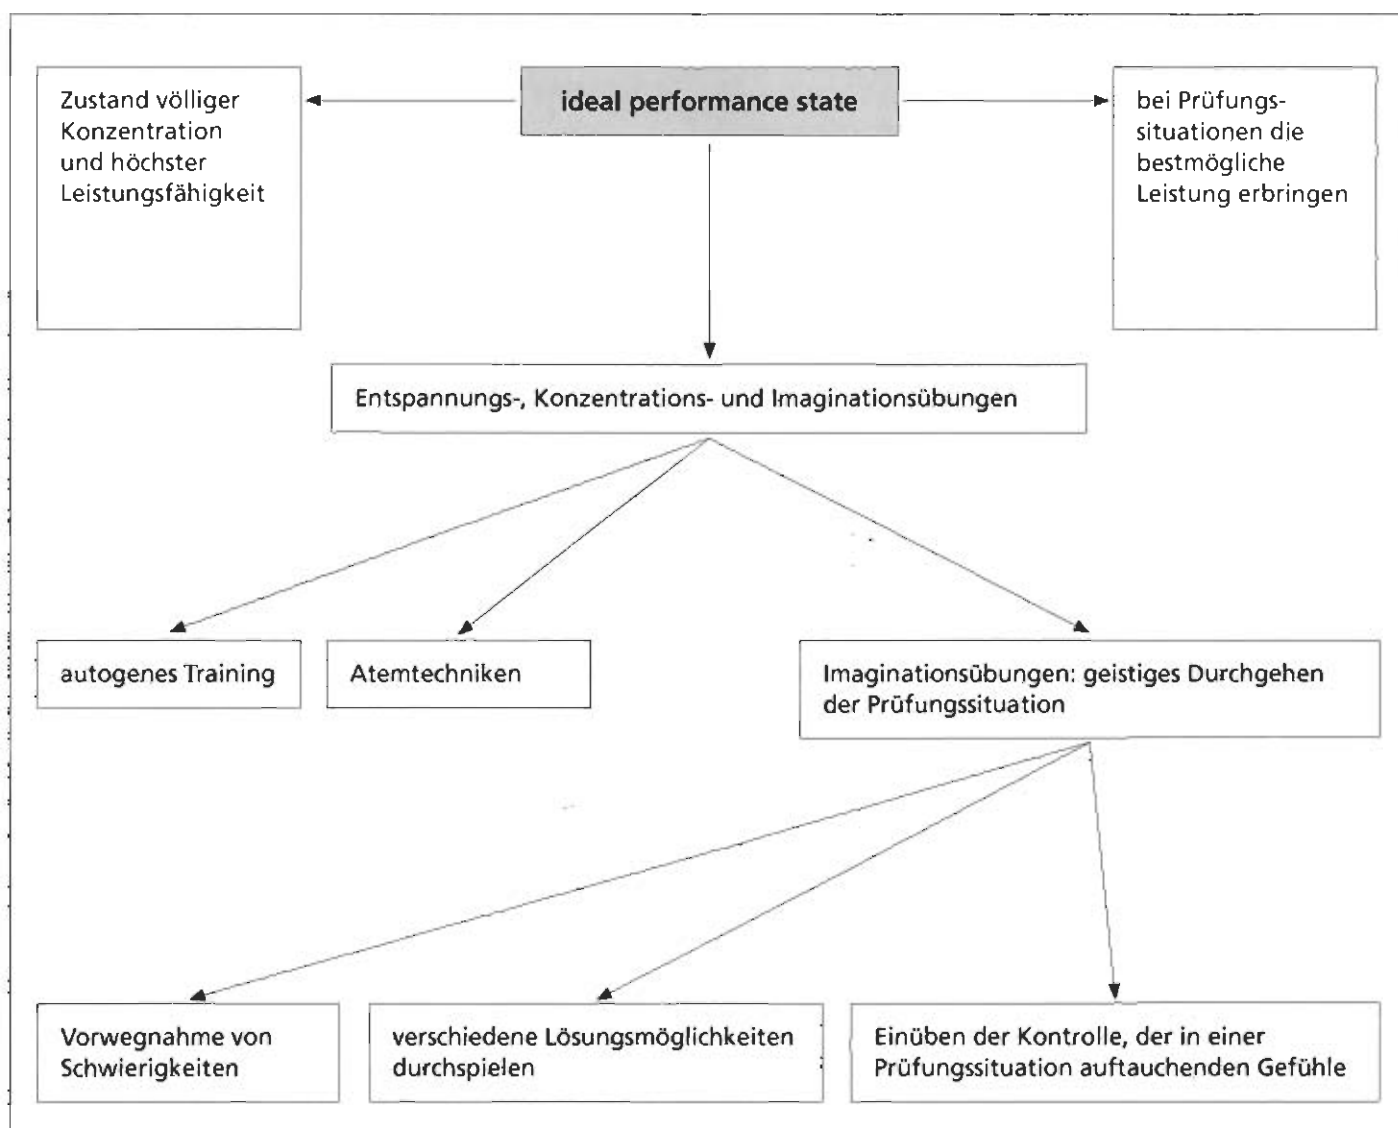 Zustand völliger
Konzentration
und höchster
Leistungsfähigkeit
ideal performance state
bei Prüfungs-
situationen die
bestmögliche
Leistung erbringen
Entspannungs-, Konzentrations- und Imaginationsübungen
autogenes Training
Atemtechniken
Imaginationsübungen: geistiges Durchgehen
der Prüfungssituation
Vorwegnahme von
Schwierigkeiten
verschiedene Lösungsmöglichkeiten
durchspielen
Einüben der Kontrolle, der in einer
Prüfungssituation auftauchenden Gefühle